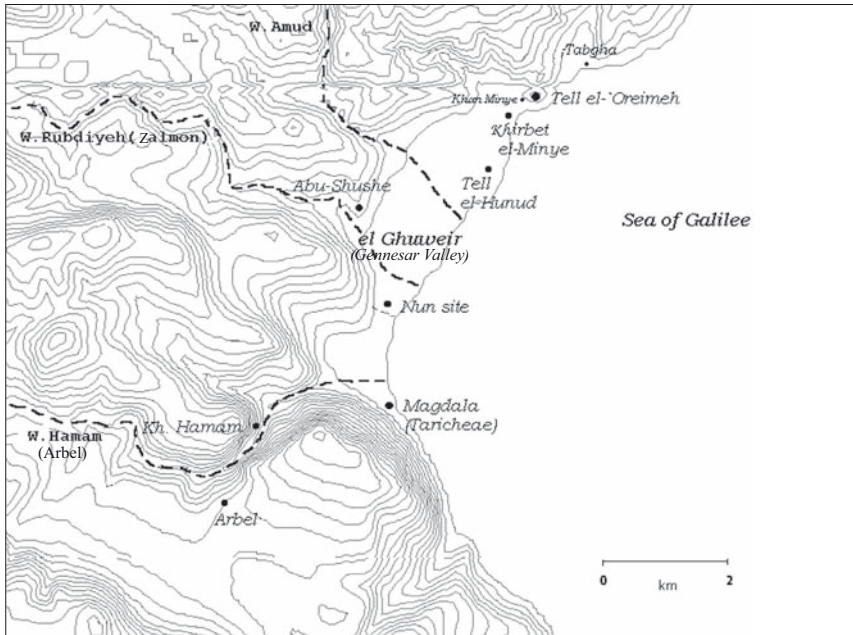 W.Amud
Tabgha
Khan Minye
Tell el-`Oreimeh
Khirbet
el-Minye
W.Rubdiyeh(Zalmon)
Abu-Shushe
Tell
el-Hunud
Sea of Galilee
el Ghuweir
(Gennesar Valley)
Nun site
Magdala
(Taricheae)
Kh. Hamam
W.Hamam
(Arbel)
Arbel
0 2
km